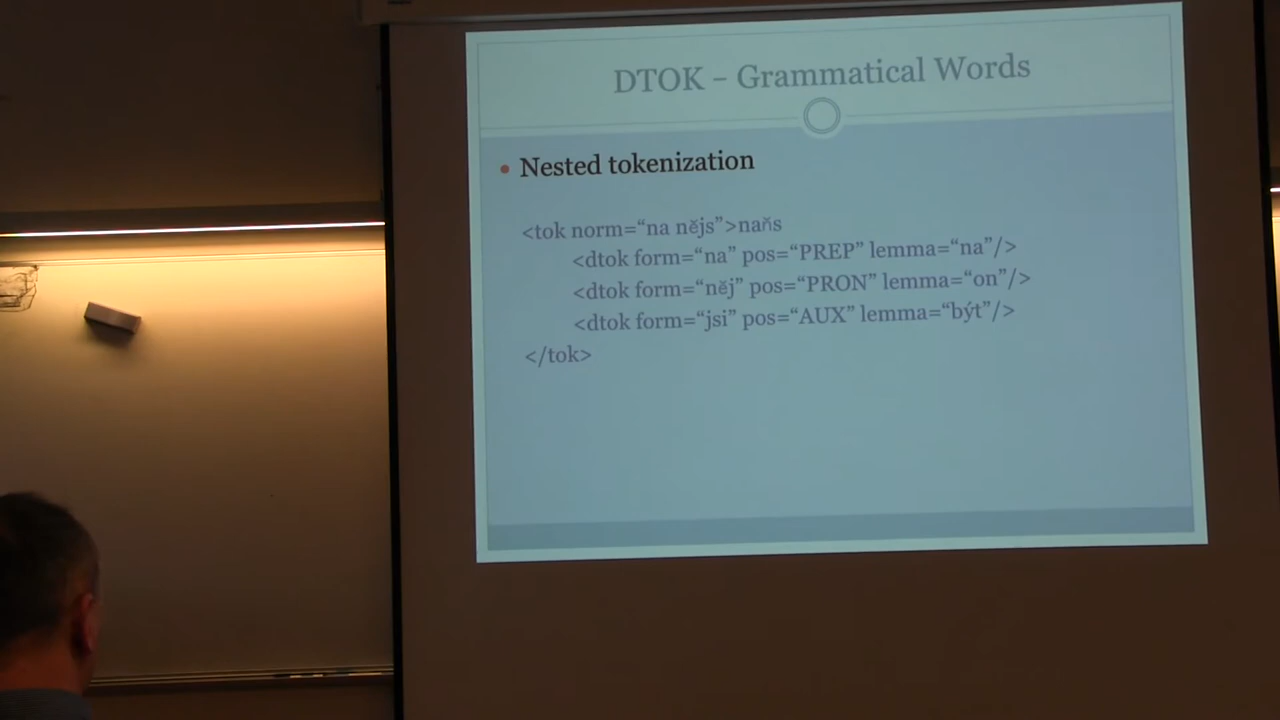 DTOK – Grammatical Words
• Nested tokenization
<tok norm=“na nějs”>naňs
<dtok form=“na” pos=“PREP” lemma=“na”/>
<dtok form=“něj” pos=“PRON” lemma=“on”/>
<dtok form=“jsi” pos=“AUX” lemma=“být”/>
</tok>